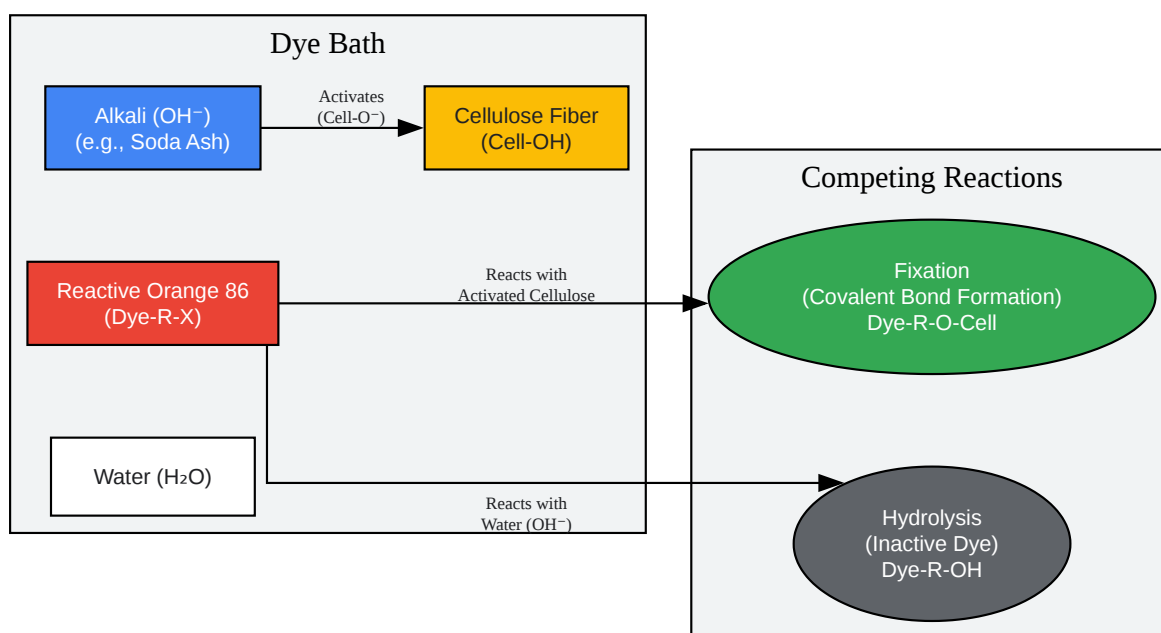 Dye Bath
Alkali (OH⁻)
(e.g., Soda Ash)
Activates
(Cell-O⁻)
Cellulose Fiber
(Cell-OH)
Reactive Orange 86
(Dye-R-X)
Reacts with
Activated Cellulose
Water (H₂O)
Reacts with
Water (OH⁻)
Competing Reactions
Fixation
(Covalent Bond Formation)
Dye-R-O-Cell
Hydrolysis
(Inactive Dye)
Dye-R-OH